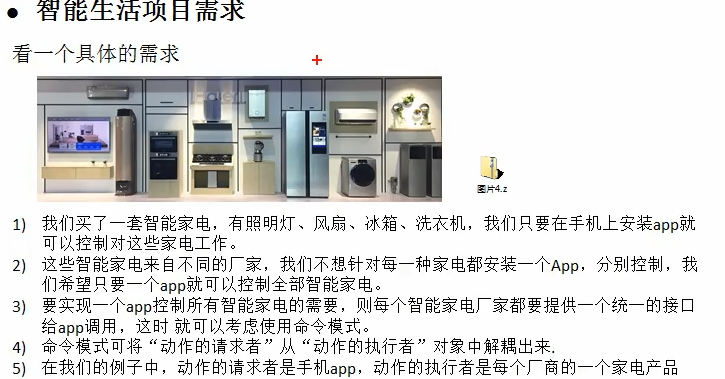 ● 智能生活项目需求
看一个具体的需求
图片4.z
1) 我们买了一套智能家电，有照明灯、风扇、冰箱、洗衣机，我们只要在手机上安装app就
可以控制对这些家电工作。
2) 这些智能家电来自不同的厂家，我们不想针对每一种家电都安装一个App，分别控制，我
们希望只要一个app就可以控制全部智能家电。
3) 要实现一个app控制所有智能家电的需要，则每个智能家电厂家都要提供一个统一的接口
给app调用，这时 就可以考虑使用命令模式。
4) 命令模式可将“动作的请求者”从“动作的执行者”对象中解耦出来.
5) 在我们的例子中，动作的请求者是手机app，动作的执行者是每个厂商的一个家电产品